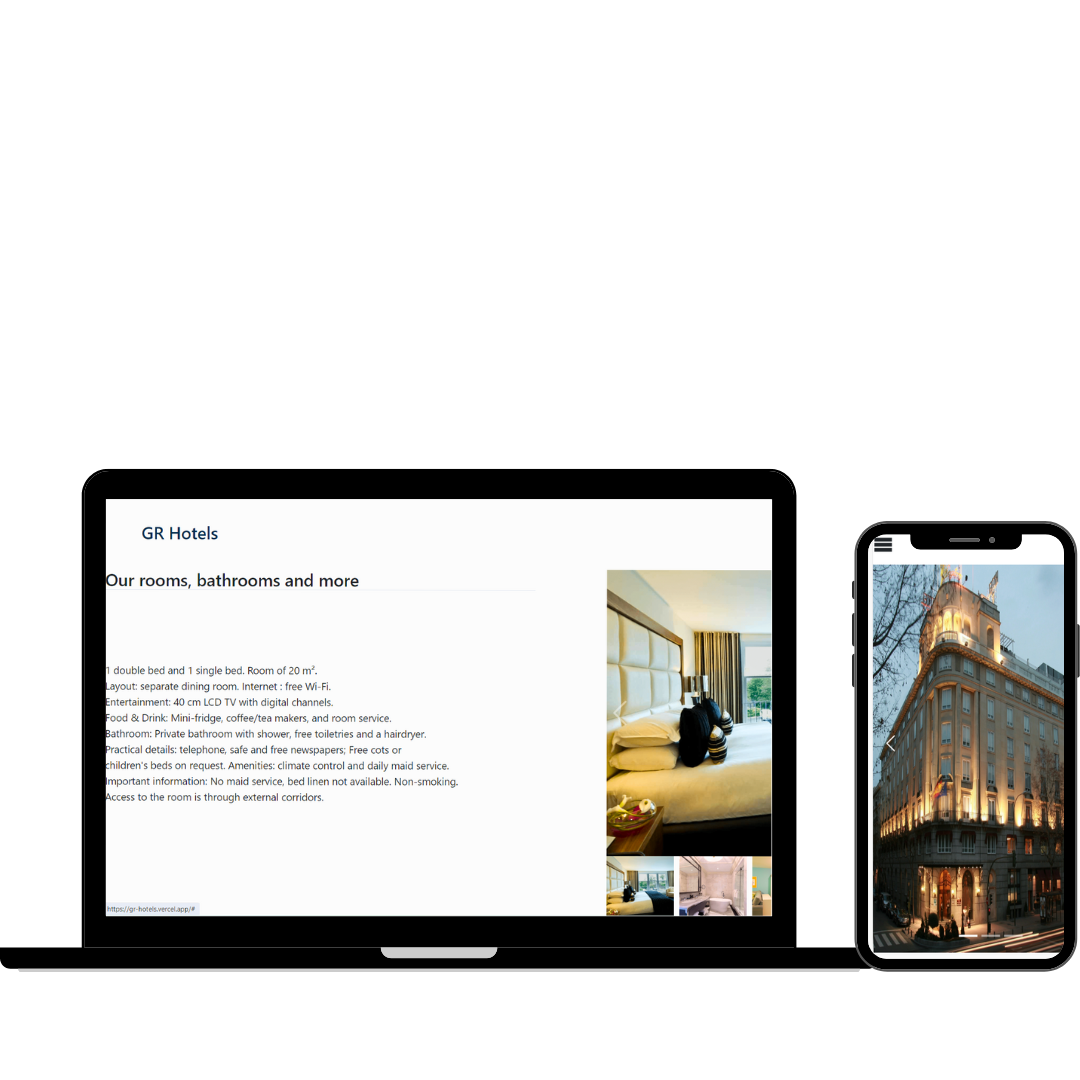 GR Hotels
Our rooms, bathrooms and more
1 double bed and 1 single bed. Room of 20 m².
Layout: separate dining room. Internet : free Wi-Fi.
Entertainment: 40 cm LCD TV with digital channels.
Food & Drink: Mini-fridge, coffee/tea makers, and room service.
Bathroom: Private bathroom with shower, free toiletries and a hairdryer.
Practical details: telephone, safe and free newspapers; Free cots or
children's beds on request. Amenities: climate control and daily maid service.
Important information: No maid service, bed linen not available. Non-smoking.
Access to the room is through external corridors.
https://gr-hotels.vercel.app/#